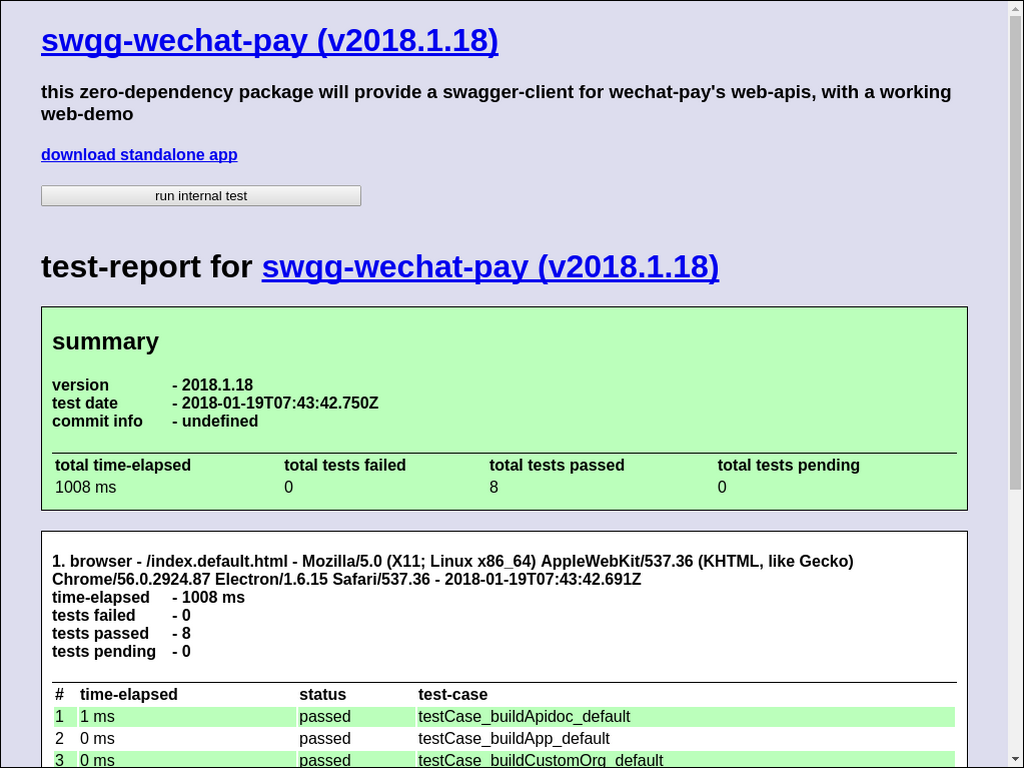 swgg-wechat-pay (v2018.1.18)
this zero-dependency package will provide a swagger-client for wechat-pay's web-apis, with a working
web-demo
download standalone app
run internal test
test-report for swgg-wechat-pay (v2018.1.18)
summary
version - 2018.1.18
test date - 2018-01-19T07:43:42.750Z
commit info - undefined
total time-elapsed total tests failed total tests passed total tests pending
1008 ms 0 8 0
1. browser - /index.default.html - Mozilla/5.0 (X11; Linux x86_64) AppleWebKit/537.36 (KHTML, like Gecko)
Chrome/56.0.2924.87 Electron/1.6.15 Safari/537.36 - 2018-01-19T07:43:42.691Z
time-elapsed - 1008 ms
tests failed - 0
tests passed - 8
tests pending - 0
# time-elapsed status test-case
1 1 ms passed testCase_buildApidoc_default
2 0 ms passed testCase_buildApp_default
3 0 ms passed testCase_buildCustomOrg_default